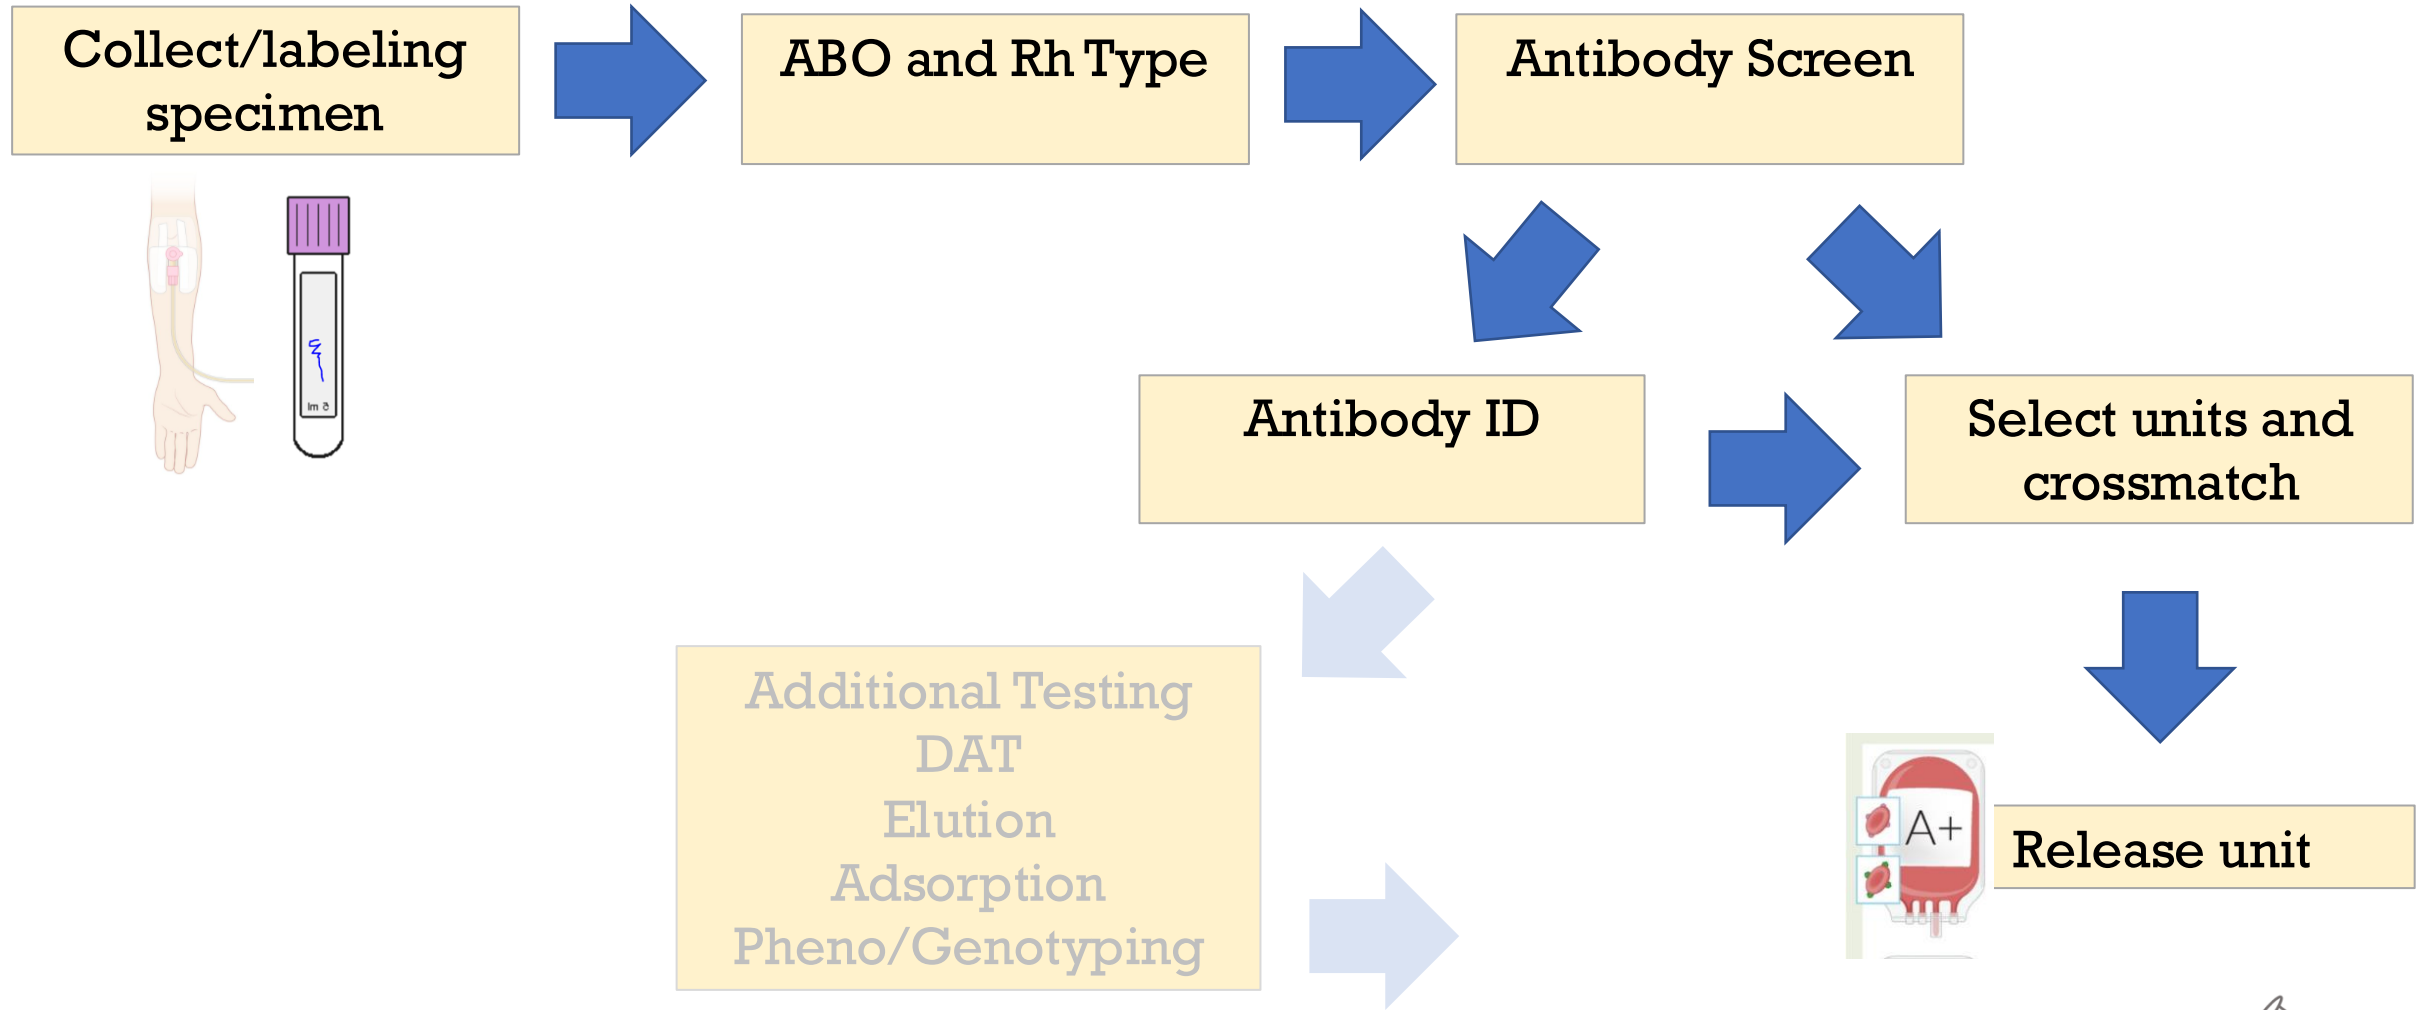 Collect/labeling
specimen
ABO and Rh Type
Antibody Screen
Antibody ID
Select units and
crossmatch
Additional Testing
DAT
Elution
Adsorption
Pheno/Genotyping
A+
Release unit